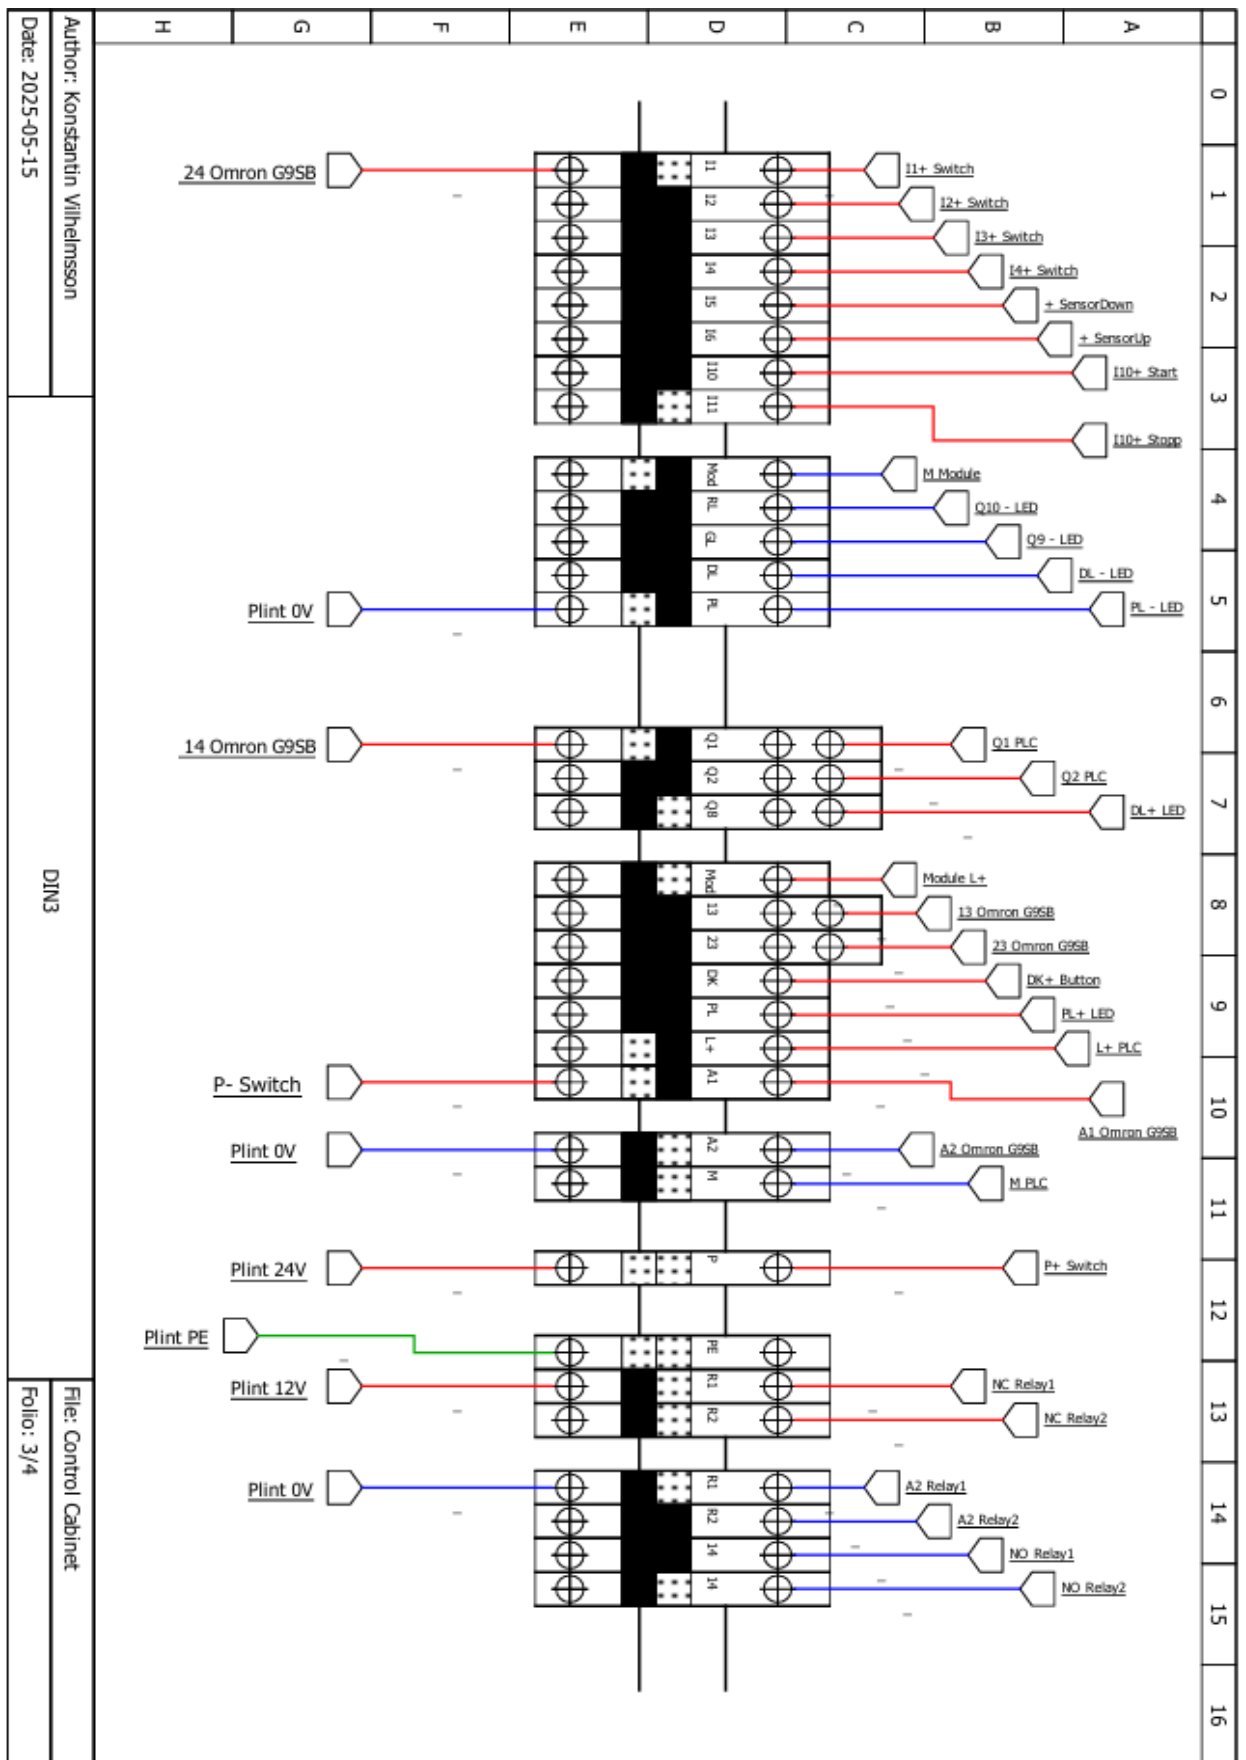 H G F E D C B A
0
1
2
3
4
5
6
7
8
9
10
11
12
13
14
15
16
Author: Konstantin Vilhelmsson
Date: 2025-05-15
DIN3
File: Control Cabinet
Folio: 3/4
24 Omron G9SB I1 I1+ Switch
I2 I2+ Switch
I3 I3+ Switch
I4 I4+ Switch
I5 + SensorDown
I6 + SensorUp
I10 I10+ Start
I11 I10+ Stopp
Mod M Module
RL Q10 - LED
GL Q9 - LED
DL DL - LED
Plint 0V PL PL - LED
14 Omron G9SB Q1 Q1 PLC
Q2 Q2 PLC
Q8 DL+ LED
Mod Module L+
13 13 Omron G9SB
23 23 Omron G9SB
DK DK+ Button
PL PL+ LED
L+ L+ PLC
P- Switch A1 A1 Omron G9SB
Plint 0V A2 A2 Omron G9SB
M M PLC
Plint 24V P P+ Switch
Plint PE PE
Plint 12V R1 NC Relay1
R2 NC Relay2
Plint 0V R1 A2 Relay1
R2 A2 Relay2
14 NO Relay1
14 NO Relay2